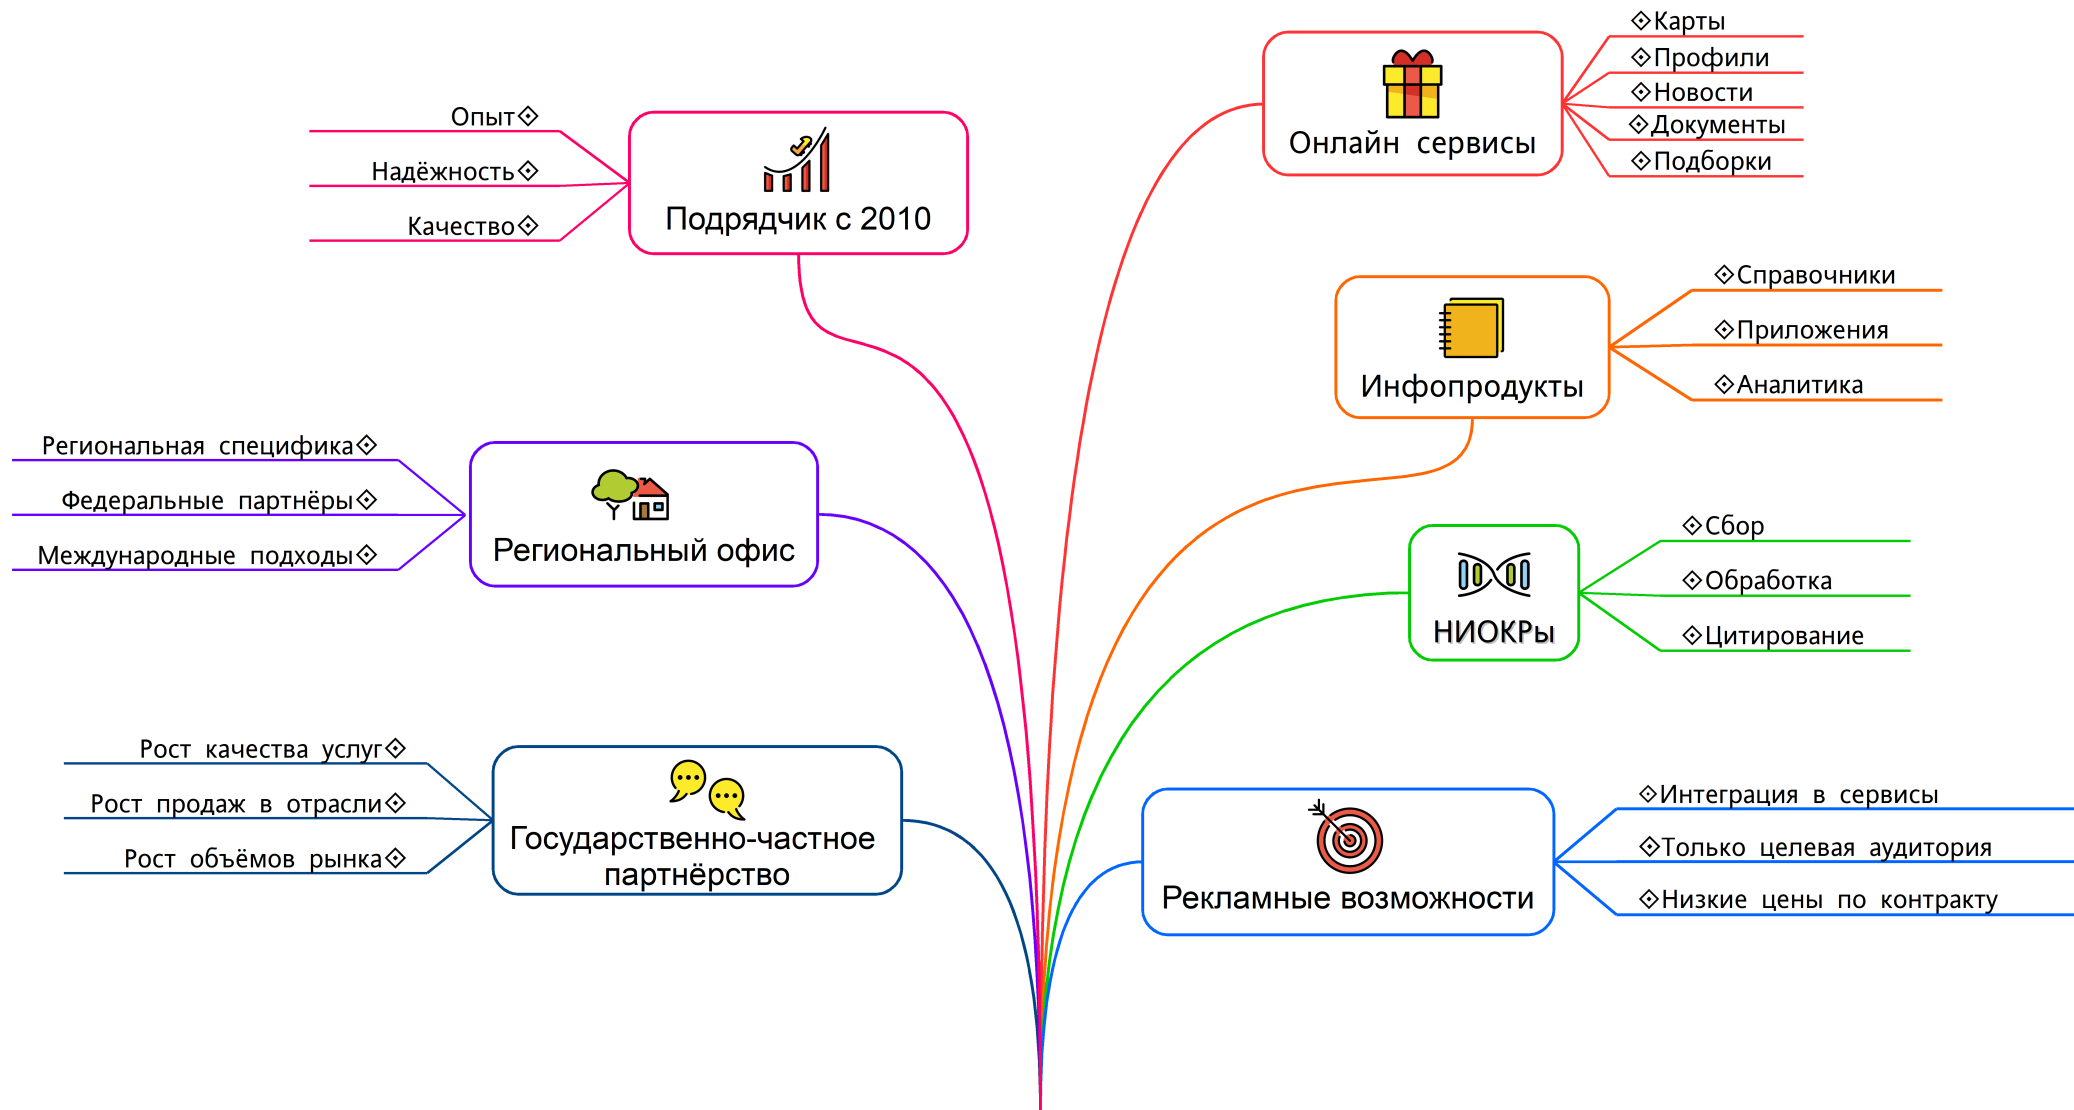 Опыт
Надёжность
Качество
Подрядчик с 2010
Региональная специфика
Федеральные партнёры
Международные подходы
Региональный офис
Рост качества услуг
Рост продаж в отрасли
Рост объёмов рынка
Государственно-частное
партнёрство
Онлайн сервисы
Карты
Профили
Новости
Документы
Подборки
Инфопродукты
Справочники
Приложения
Аналитика
НИОКРы
Сбор
Обработка
Цитирование
Рекламные возможности
Интеграция в сервисы
Только целевая аудитория
Низкие цены по контракту